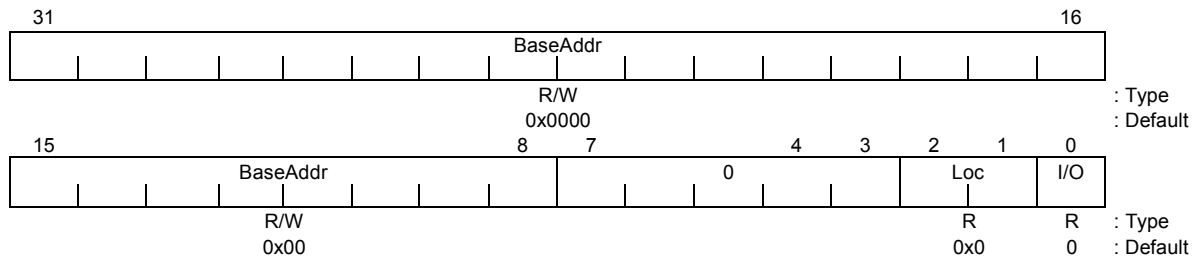 31 16
BaseAddr
R/W : Type
0x0000 : Default
15 8 7 4 3 2 1 0
BaseAddr 0 Loc I/O
R/W R R : Type
0x00 0x0 0 : Default